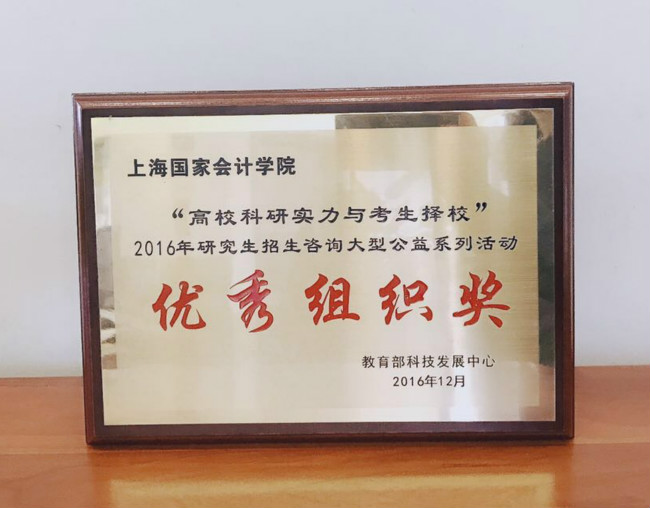 上海国家会计学院
“高校科研实力与考生择校”
2016年研究生招生咨询大型公益系列活动
优秀组织奖
教育部科技发展中心
2016年12月